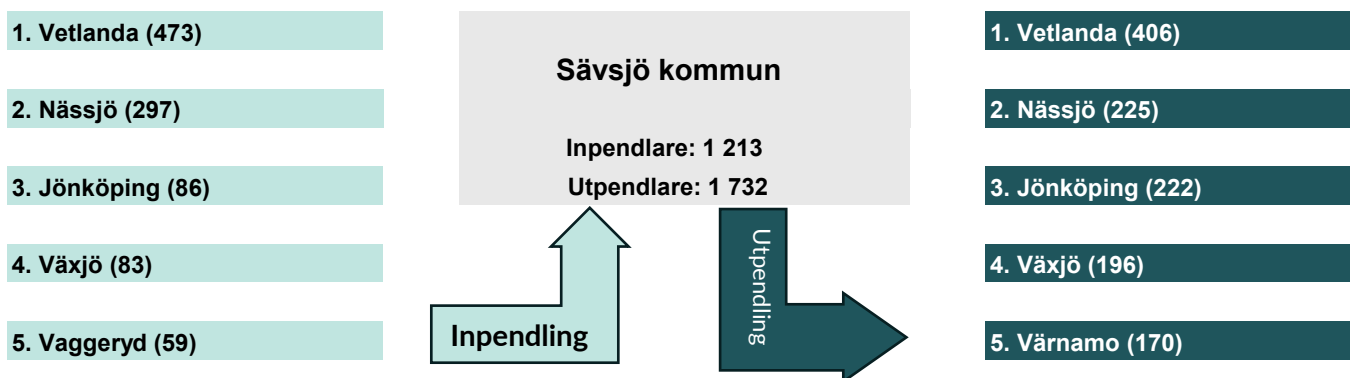 1. Vetlanda (473)
2. Nässjö (297)
3. Jönköping (86)
4. Växjö (83)
5. Vaggeryd (59)
Sävsjö kommun
Inpendlare: 1 213
Utpendlare: 1 732
Inpendling
Utpendling
1. Vetlanda (406)
2. Nässjö (225)
3. Jönköping (222)
4. Växjö (196)
5. Värnamo (170)